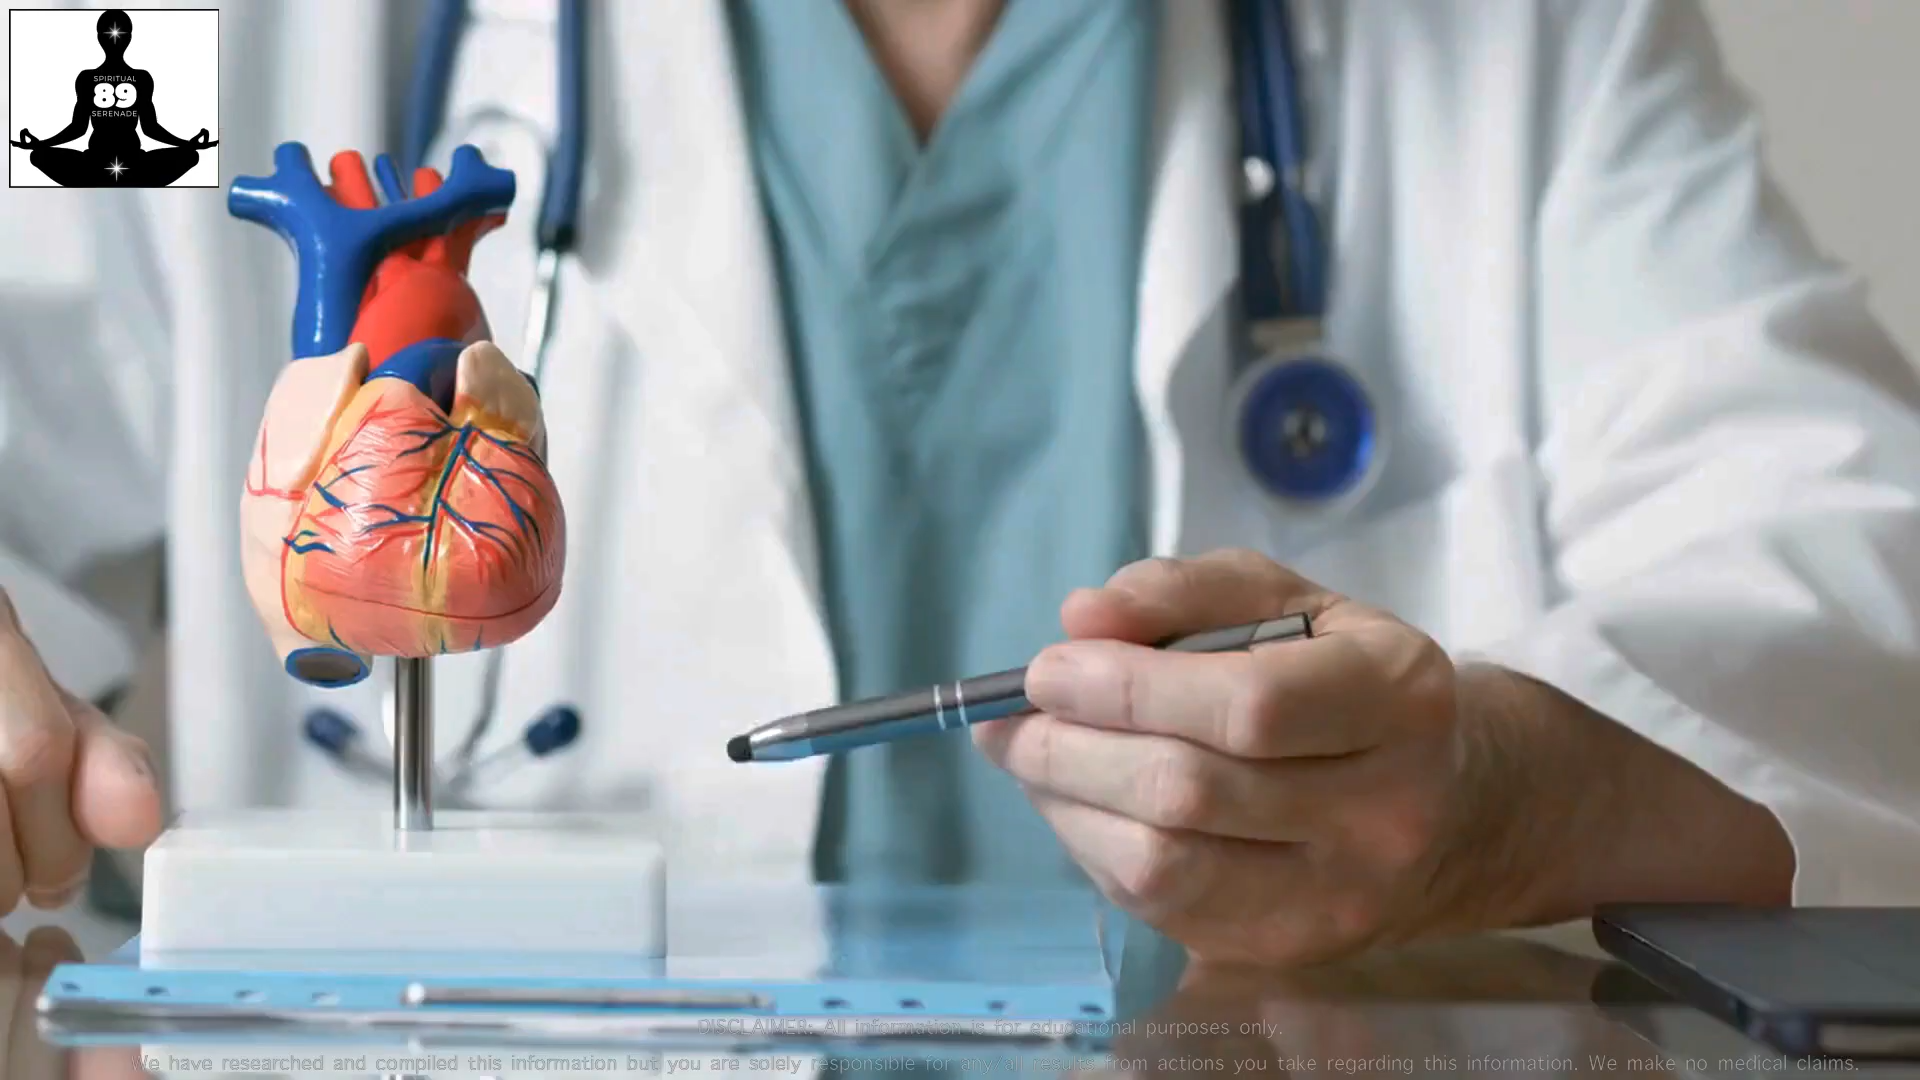 SPIRITUAL
89
SERENADE
DISCLAIMER: All information is for educational purposes only.
We have researched and compiled this information but you are solely responsible for any/all results from actions you take regarding this information. We make no medical claims.